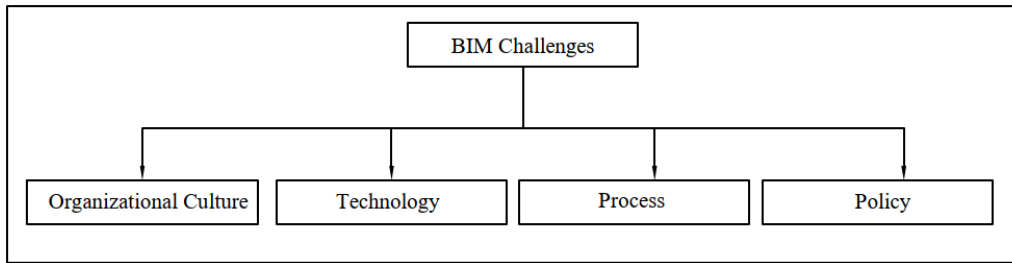 BIM Challenges
Organizational Culture
Technology
Process
Policy